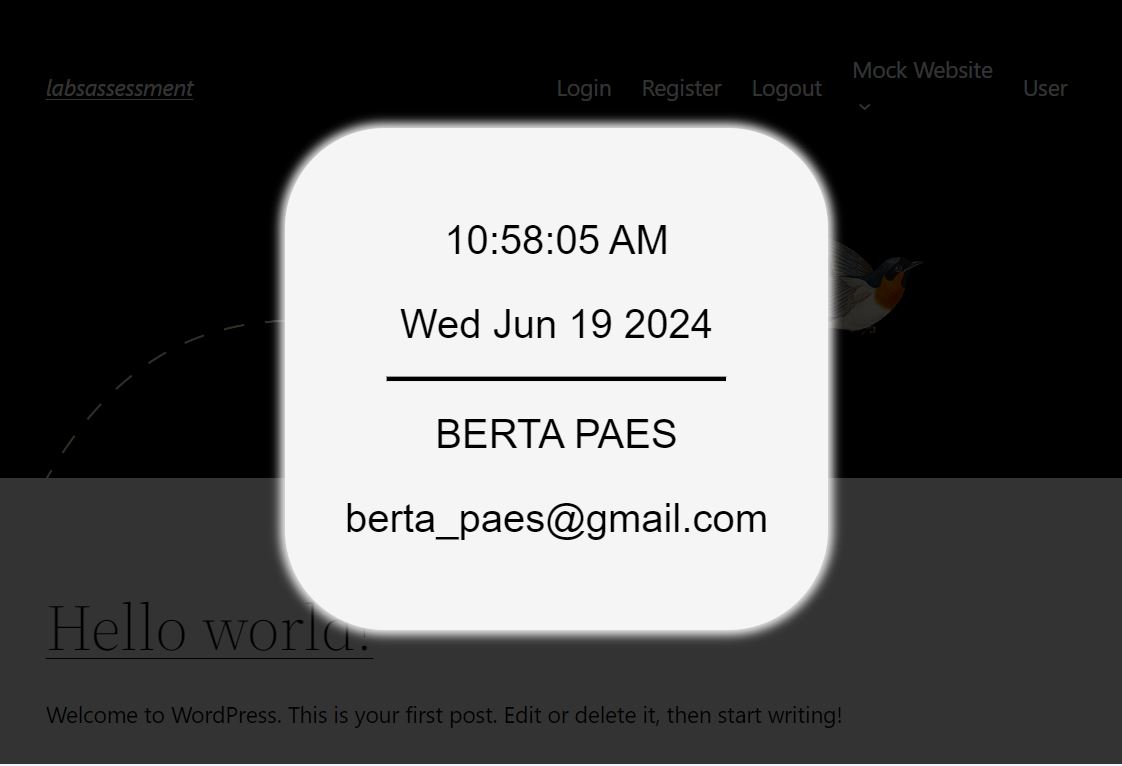 labsassessment
Login Register Logout Mock Website User
10:58:05 AM
Wed Jun 19 2024
BERTA PAES
berta_paes@gmail.com
Hello world!
Welcome to WordPress. This is your first post. Edit or delete it, then start writing!